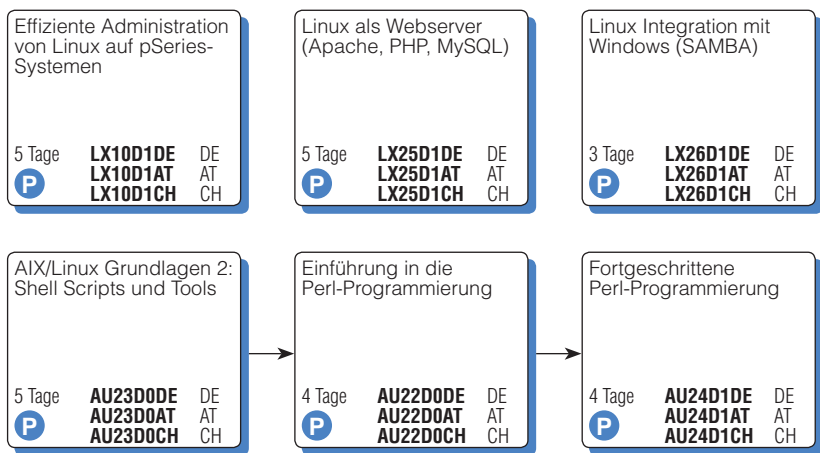 Effiziente Administration
von Linux auf pSeries-
Systemen
5 Tage LX10D1DE DE
LX10D1AT AT
P
LX10D1CH CH
Linux als Webserver
(Apache, PHP, MySQL)
5 Tage LX25D1DE DE
LX25D1AT AT
P
LX25D1CH CH
Linux Integration mit
Windows (SAMBA)
3 Tage LX26D1DE DE
LX26D1AT AT
P
LX26D1CH CH
AIX/Linux Grundlagen 2:
Shell Scripts und Tools
5 Tage AU23D0DE DE
AU23D0AT AT
P
AU23D0CH CH
Einführung in die
Perl-Programmierung
4 Tage AU22D0DE DE
AU22D0AT AT
P
AU22D0CH CH
Fortgeschrittene
Perl-Programmierung
4 Tage AU24D1DE DE
AU24D1AT AT
P
AU24D1CH CH